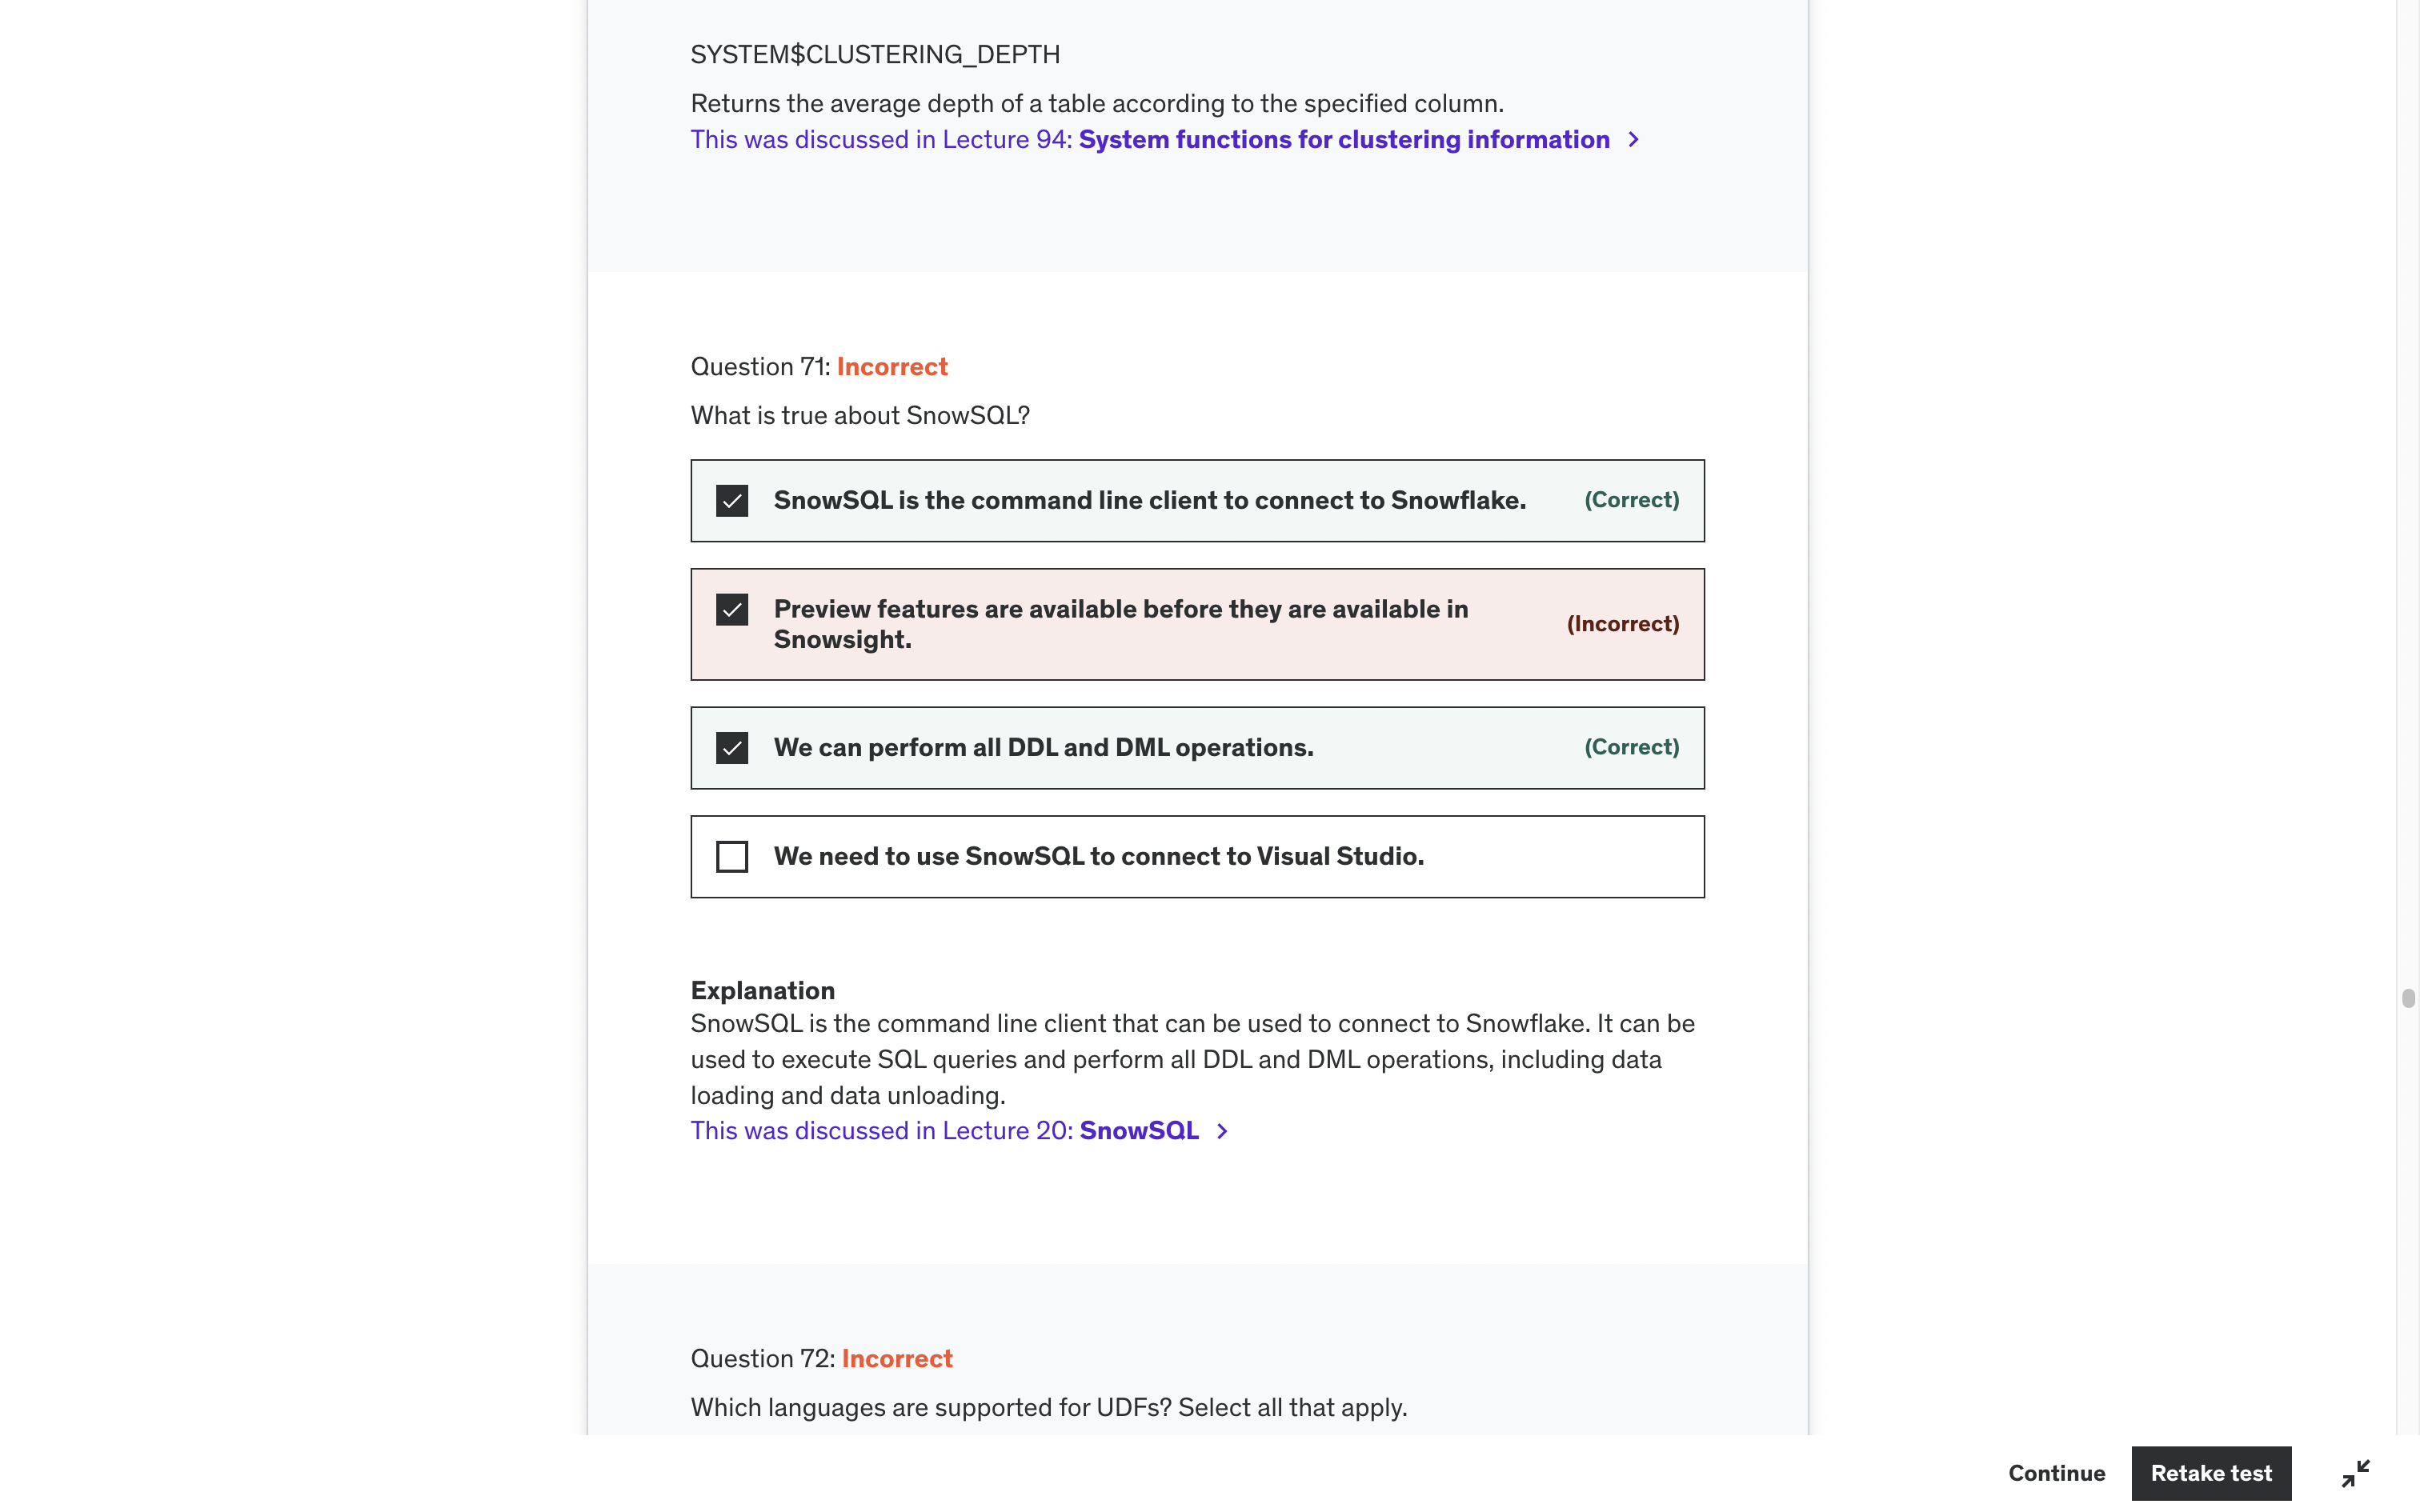 SYSTEM$CLUSTERING_DEPTH
Returns the average depth of a table according to the specified column.
This was discussed in Lecture 94: System functions for clustering information
Question 71: Incorrect
What is true about SnowSQL?
SnowSQL is the command line client to connect to Snowflake. (Correct)
Preview features are available before they are available in
Snowsight.
(Incorrect)
We can perform all DDL and DML operations. (Correct)
We need to use SnowSQL to connect to Visual Studio.
Explanation
SnowSQL is the command line client that can be used to connect to Snowflake. It can be
used to execute SQL queries and perform all DDL and DML operations, including data
loading and data unloading.
This was discussed in Lecture 20: SnowSQL
Question 72: Incorrect
Which languages are supported for UDFs? Select all that apply.
Continue Retake test